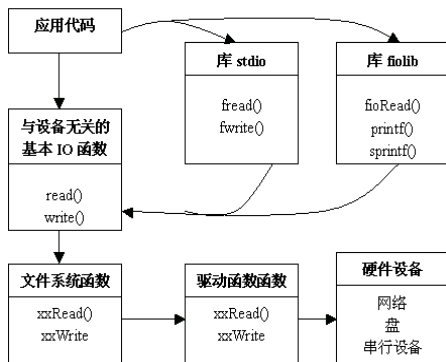 应用代码
库 stdio
fread()
fwrite()
库 fiolib
fioRead()
printf()
sprintf()
与设备无关的
基本 IO 函数
read()
write()
文件系统函数
xxRead()
xxWrite
驱动函数函数
xxRead()
xxWrite
硬件设备
网络
盘
串行设备